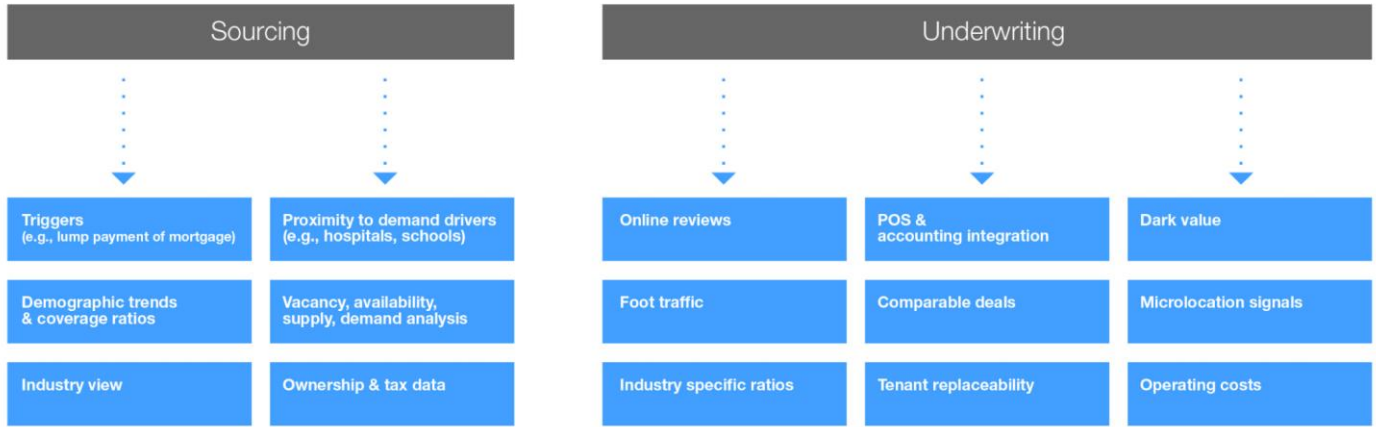 Sourcing
Underwriting
Triggers
(e.g., lump payment of mortgage)
Proximity to demand drivers
(e.g., hospitals, schools)
Online reviews
POS &
accounting integration
Dark value
Demographic trends
& coverage ratios
Vacancy, availability,
supply, demand analysis
Foot traffic
Comparable deals
Microlocation signals
Industry view
Ownership & tax data
Industry specific ratios
Tenant replaceability
Operating costs